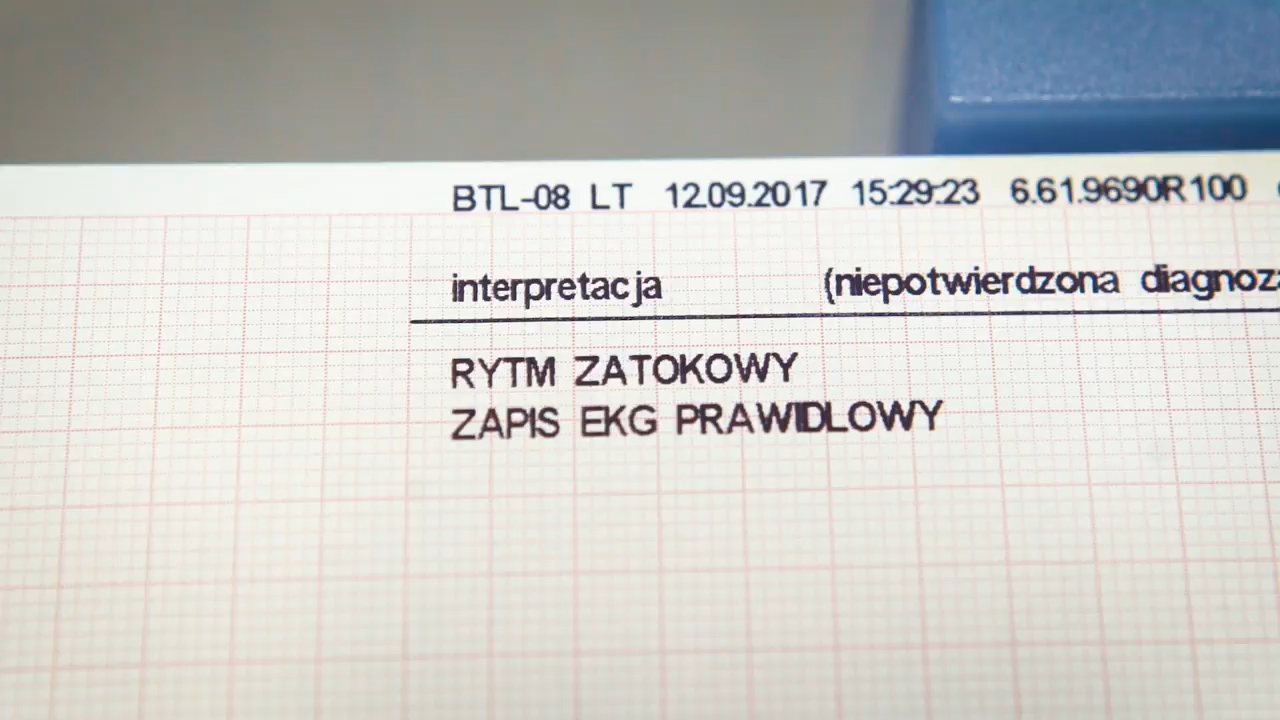 BTL-08 LT 12.09.2017 15:29:23 6.61.9690R100
interpretacja (niepotwierdzona
RYTM ZATOKOWY
ZAPIS EKG PRAWIDLOWY